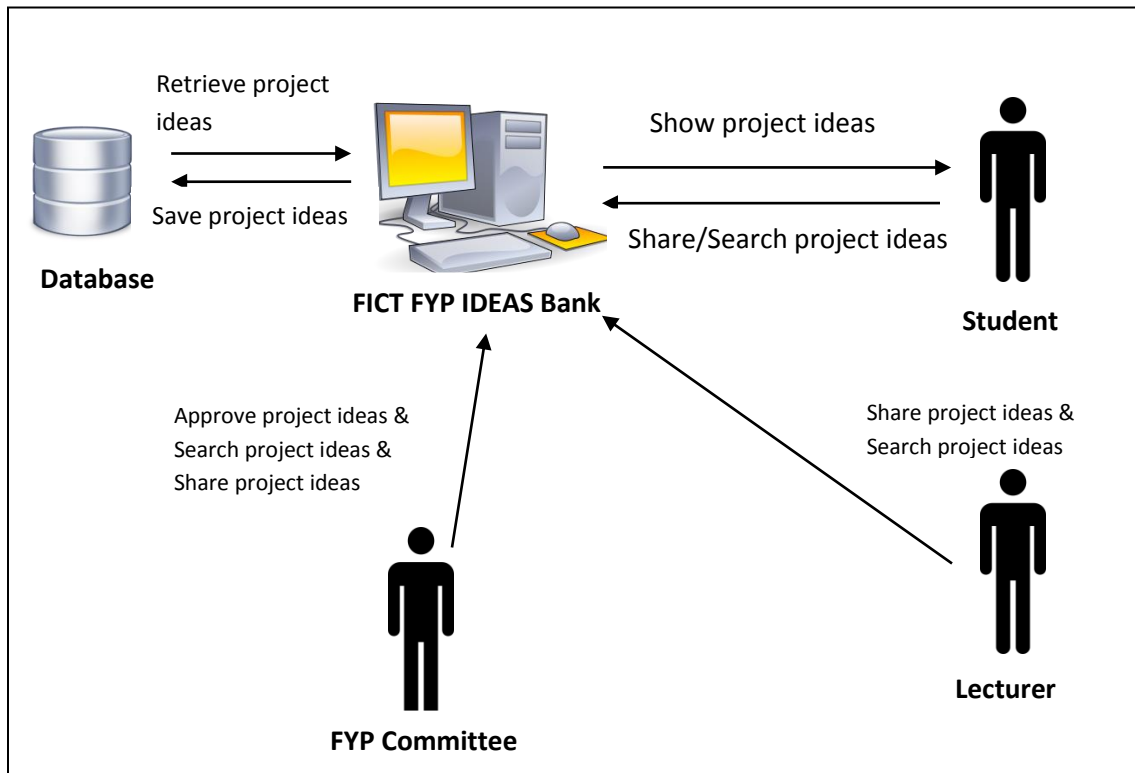 Retrieve project
ideas
Save project ideas
Database
FICT FYP IDEAS Bank
Show project ideas
Share/Search project ideas
Student
Approve project ideas &
Search project ideas &
Share project ideas
FYP Committee
Share project ideas &
Search project ideas
Lecturer